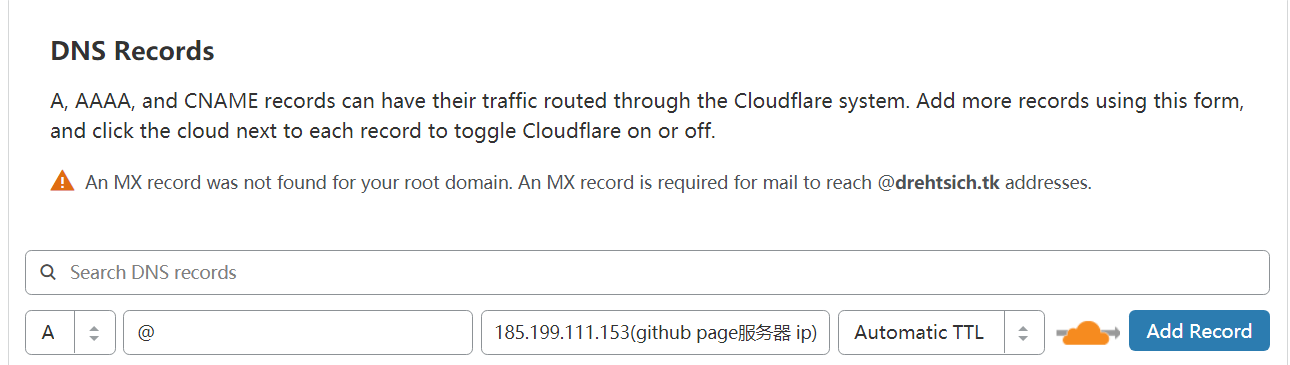 DNS Records
A, AAAA, and CNAME records can have their traffic routed through the Cloudflare system. Add more records using this form,
and click the cloud next to each record to toggle Cloudflare on or off.
An MX record was not found for your root domain. An MX record is required for mail to reach @drehtsich.tk addresses.
Search DNS records
A @ 185.199.111.153(github page服务器 ip) Automatic TTL Add Record